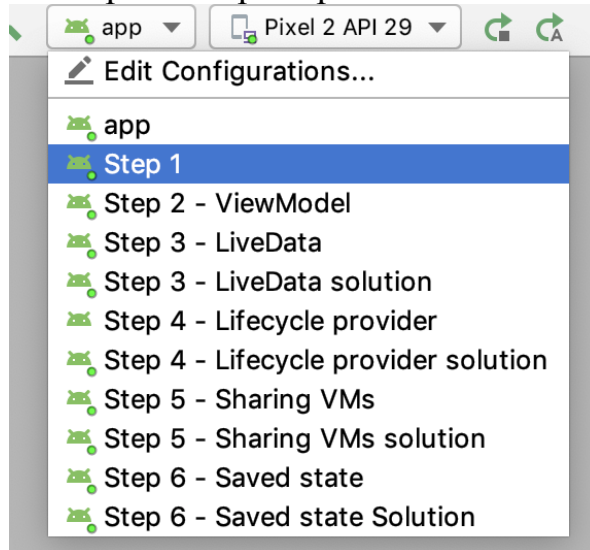 app Pixel 2 API 29
Edit Configurations...
app
Step 1
Step 2 - ViewModel
Step 3 - LiveData
Step 3 - LiveData solution
Step 4 - Lifecycle provider
Step 4 - Lifecycle provider solution
Step 5 - Sharing VMs
Step 5 - Sharing VMs solution
Step 6 - Saved state
Step 6 - Saved state Solution